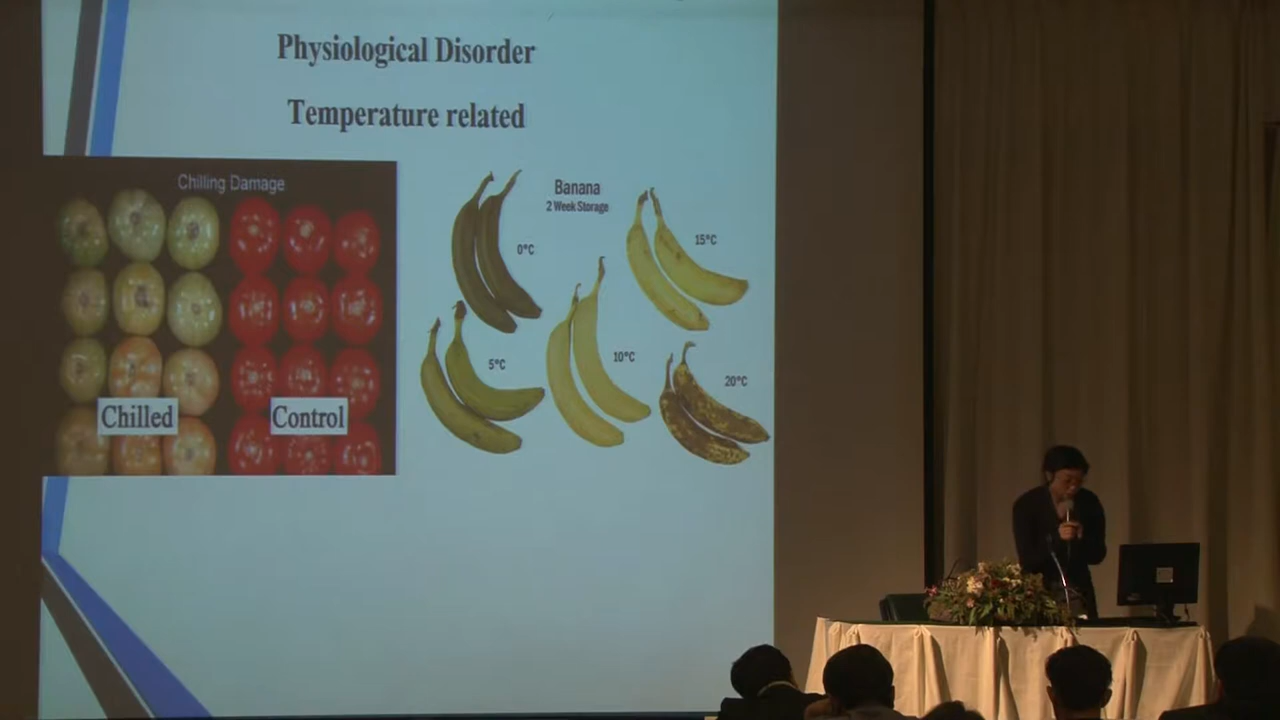 Physiological Disorder
Temperature related
Chilling Damage
Chilled
Control
Banana
2 Week Storage
0°C
15°C
5°C
10°C
20°C